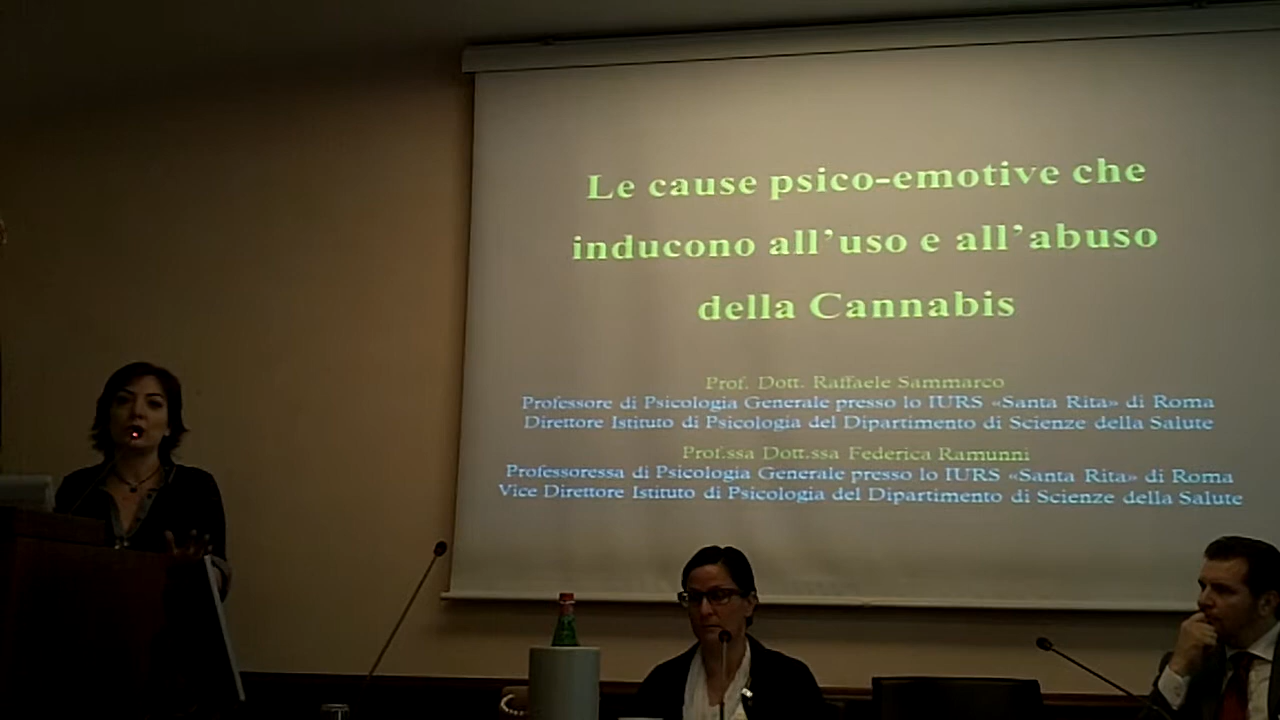 Le cause psico-emotive che
inducono all’uso e all’abuso
della Cannabis
Prof. Dott. Raffaele Sammarco
Professore di Psicologia Generale presso lo IURS «Santa Rita» di Roma
Direttore Istituto di Psicologia del Dipartimento di Scienze della Salute
Prof.ssa Dott.ssa Federica Ramunni
Professoressa di Psicologia Generale presso lo IURS «Santa Rita» di Roma
Vice Direttore Istituto di Psicologia del Dipartimento di Scienze della Salute